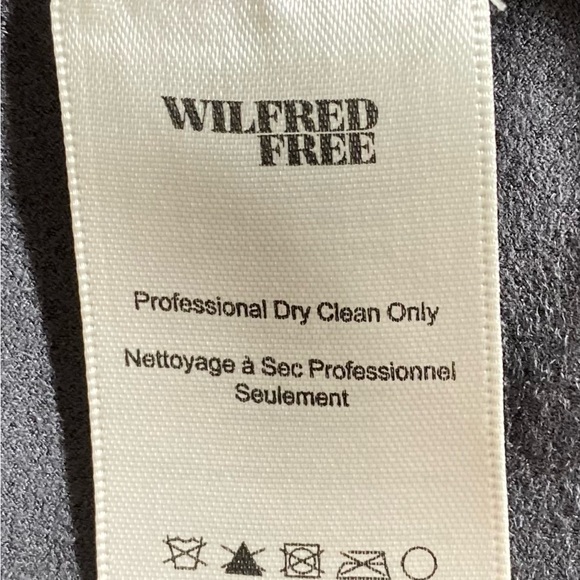 WILFRED
FREE
Professional Dry Clean Only
Nettoyage à Sec Professionnel
Seulement